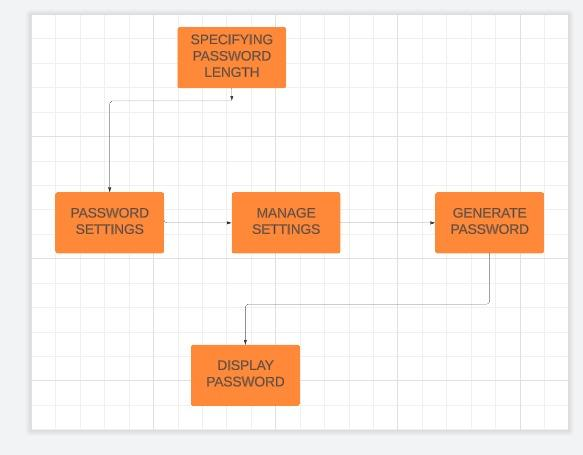 SPECIFYING
PASSWORD
LENGTH
PASSWORD
SETTINGS
MANAGE
SETTINGS
GENERATE
PASSWORD
DISPLAY
PASSWORD